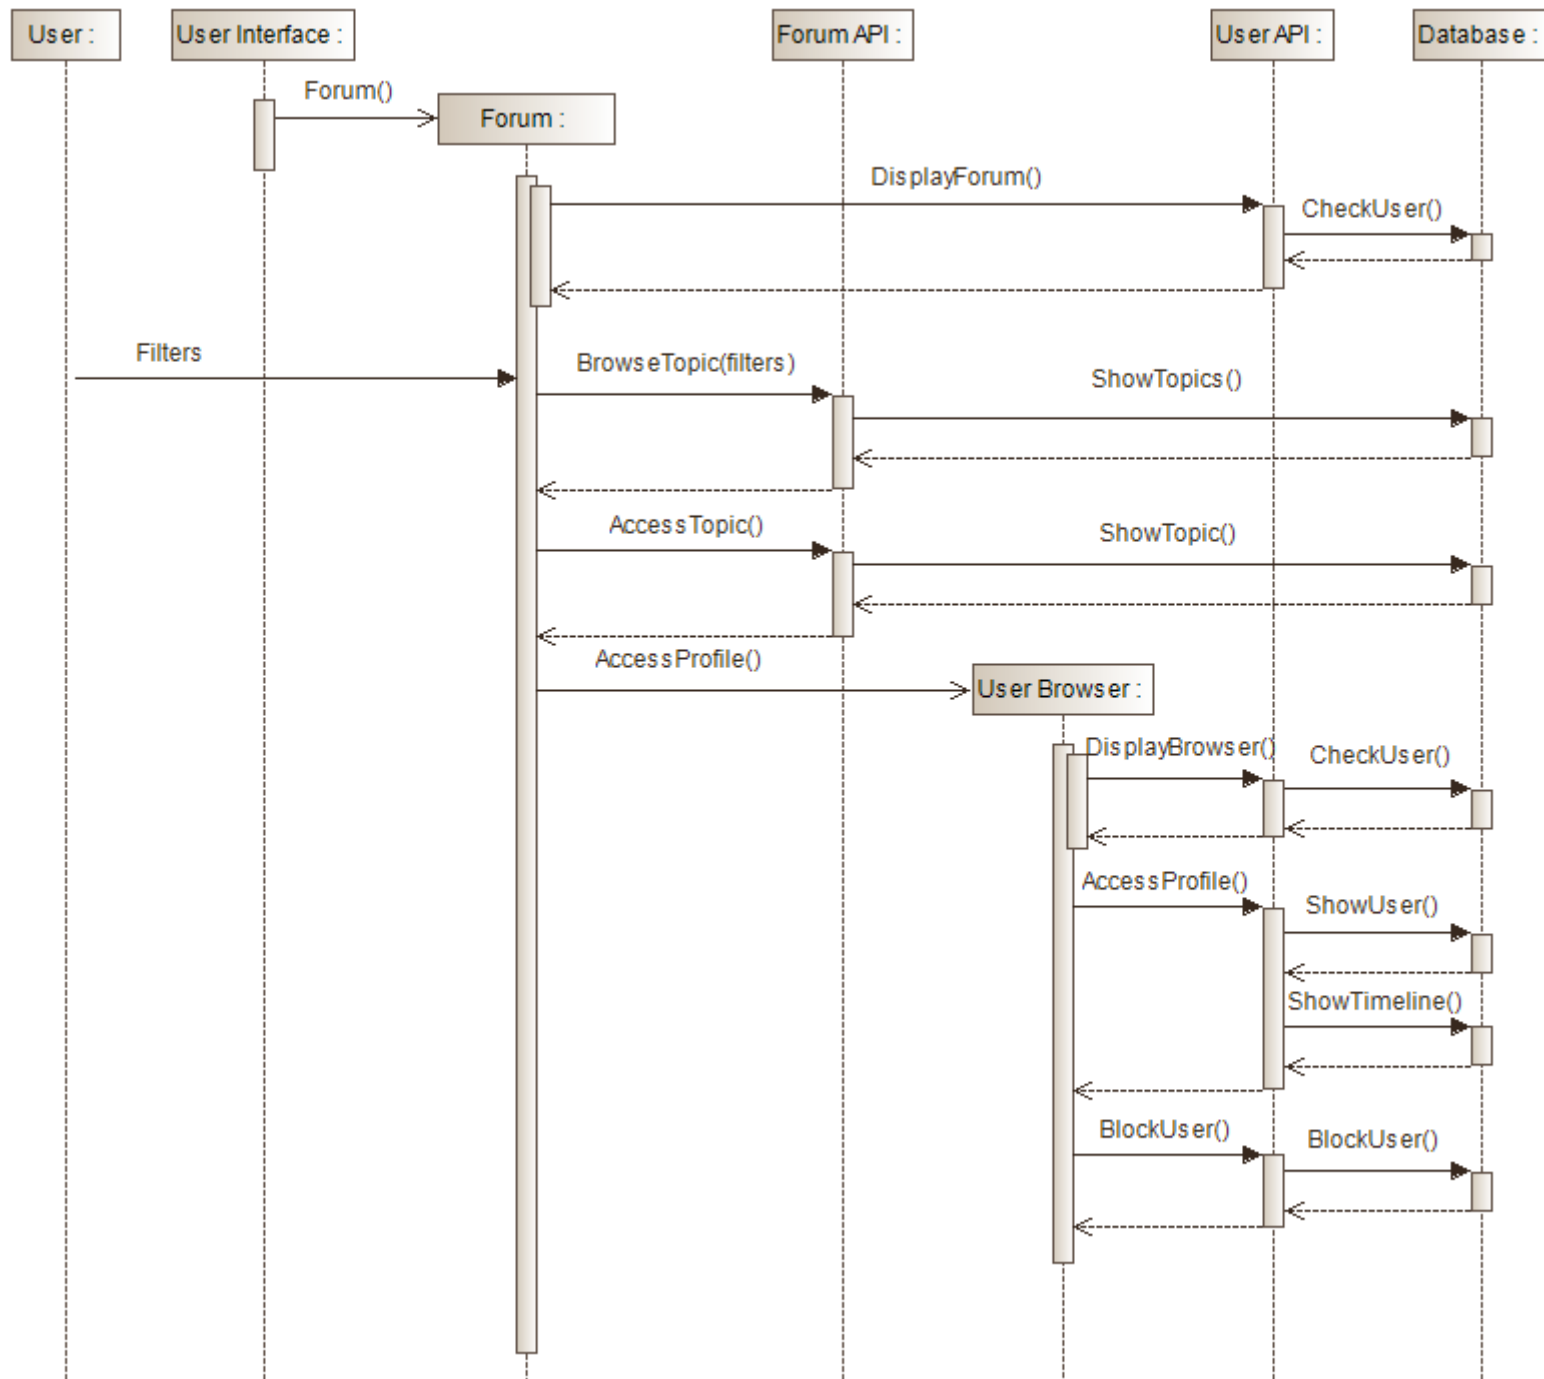 User :
User Interface :
Forum API :
User API :
Database :
Forum()
Forum :
DisplayForum()
CheckUser()
Filters
BrowseTopic(filters)
ShowTopics()
AccessTopic()
ShowTopic()
AccessProfile()
User Browser :
DisplayBrowser()
CheckUser()
AccessProfile()
ShowUser()
ShowTimeline()
BlockUser()
BlockUser()